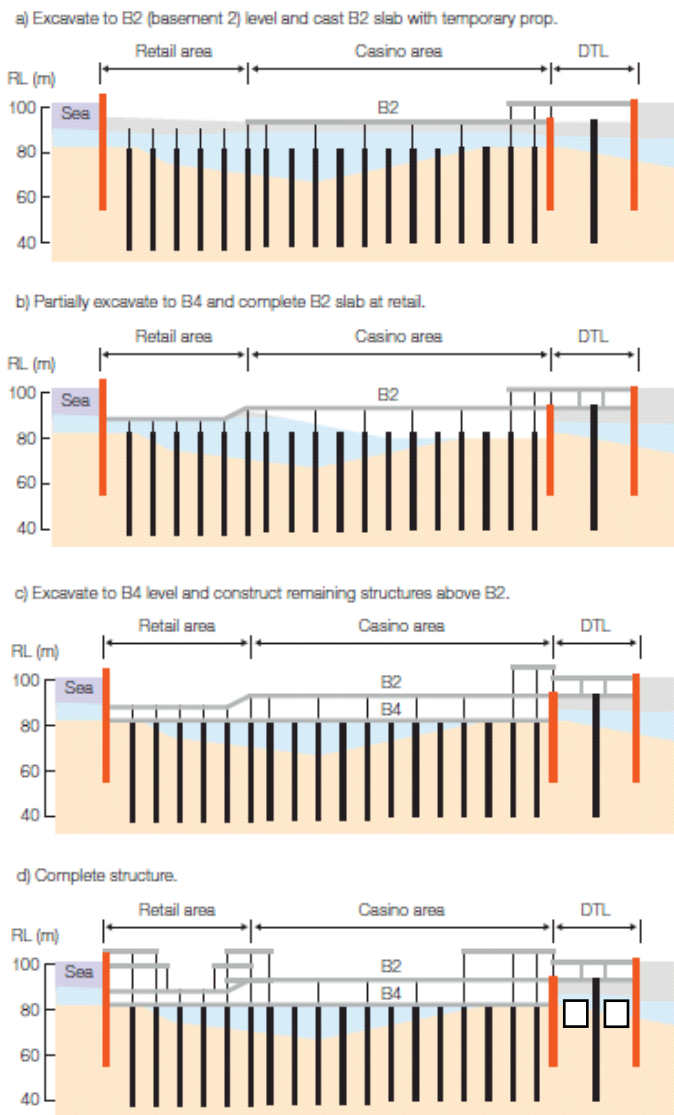 a) Excavate to B2 (basement 2) level and cast B2 slab with temporary prop.
Retail area Casino area DTL
RL (m)
100
Sea
B2
80
60
40
b) Partially excavate to B4 and complete B2 slab at retail.
Retail area Casino area DTL
RL (m)
100
Sea
B2
80
60
40
c) Excavate to B4 level and construct remaining structures above B2.
Retail area Casino area DTL
RL (m)
100
Sea
B2
B4
80
60
40
d) Complete structure.
Retail area Casino area DTL
RL (m)
100
Sea
B2
B4
80
60
40